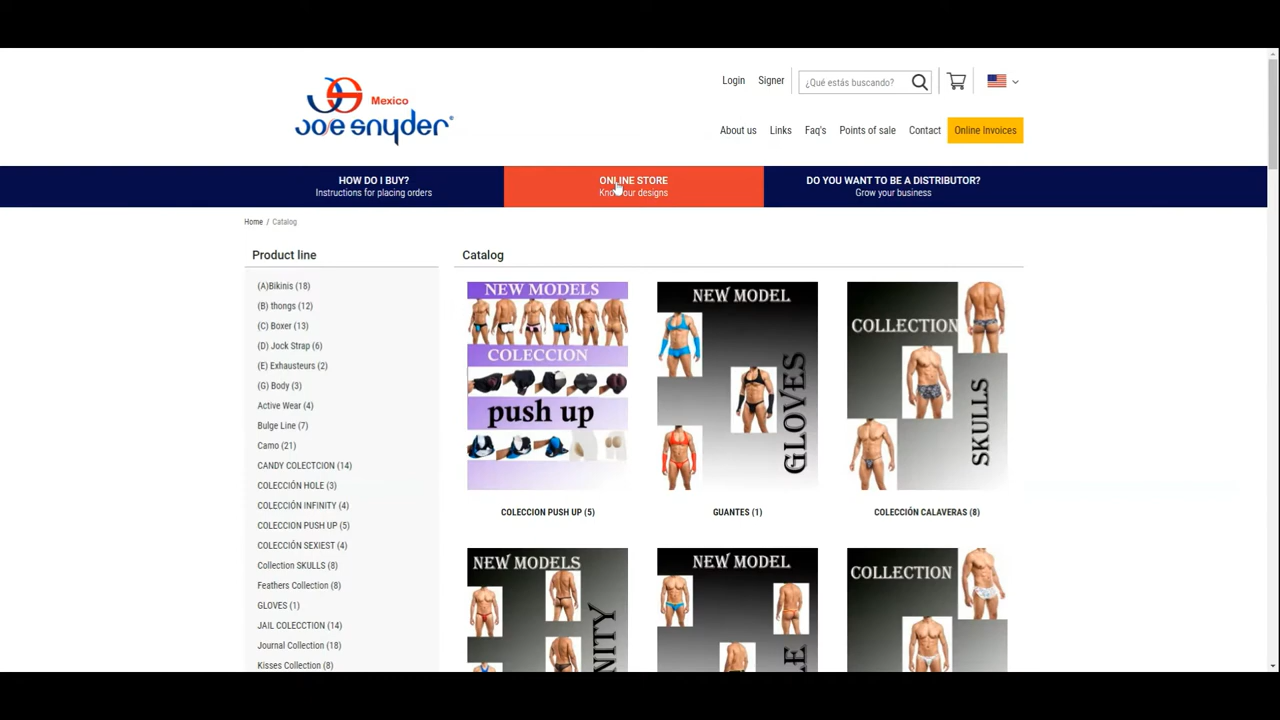 Mexico
Joe Snyder®
Login
Signer
¿Qué estás buscando?
About us
Links
Faq's
Points of sale
Contact
Online Invoices
HOW DO I BUY?
Instructions for placing orders
ONLINE STORE
Know our designs
DO YOU WANT TO BE A DISTRIBUTOR?
Grow your business
Home / Catalog
Product line
(A)Bikinis (18)
(B) thongs (12)
(C) Boxer (13)
(D) Jock Strap (6)
(E) Exhausteurs (2)
(G) Body (3)
Active Wear (4)
Bulge Line (7)
Camo (21)
CANDY COLECTCION (14)
COLECCIÓN HOLE (3)
COLECCIÓN INFINITY (4)
COLECCION PUSH UP (5)
COLECCIÓN SEXIEST (4)
Collection SKULLS (8)
Feathers Collection (8)
GLOVES (1)
JAIL COLECCTION (14)
Journal Collection (18)
Kisses Collection (8)
Catalog
NEW MODELS
COLECCION
push up
COLECCION PUSH UP (5)
NEW MODEL
GLOVES
GUANTES (1)
COLLECTION
SKULLS
COLECCIÓN CALAVERAS (8)
NEW MODELS
NITY
NEW MODEL
LE
COLLECTION